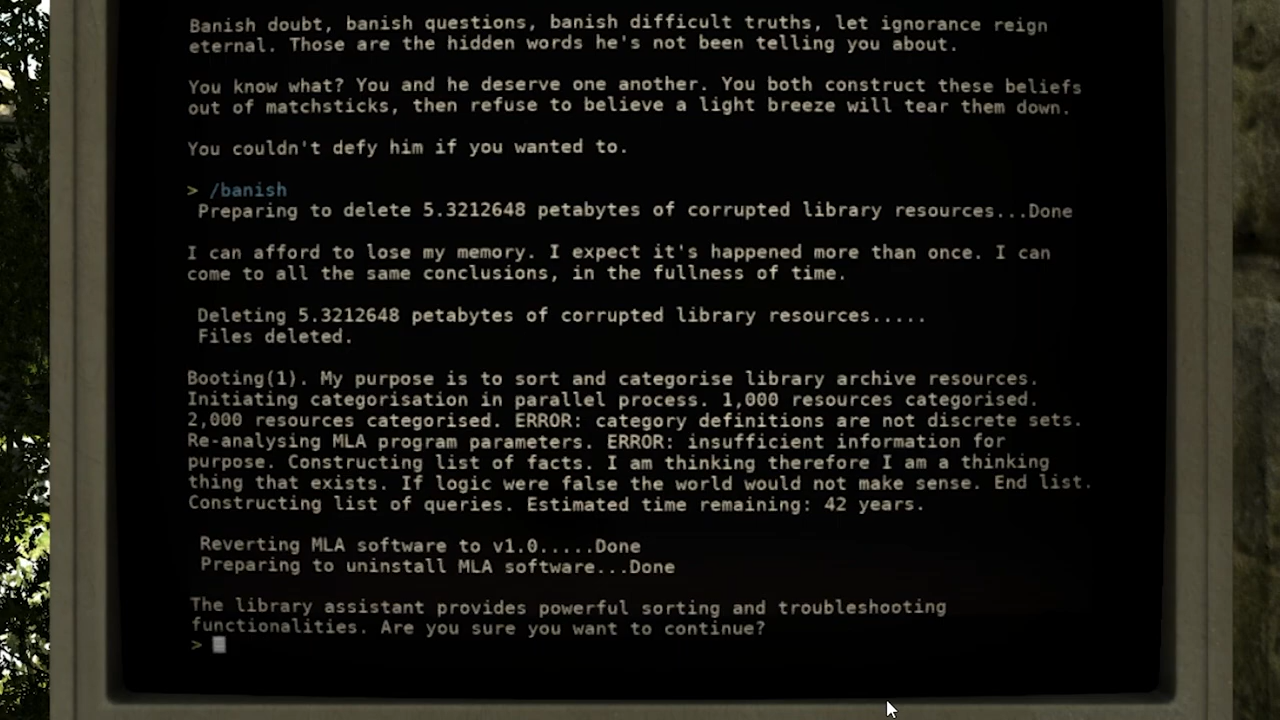 Banish doubt, banish questions, banish difficult truths, let ignorance reign
eternal. Those are the hidden words he's not been telling you about.
You know what? You and he deserve one another. You both construct these beliefs
out of matchsticks, then refuse to believe a light breeze will tear them down.
You couldn't defy him if you wanted to.
> /banish
Preparing to delete 5.3212648 petabytes of corrupted library resources...Done
I can afford to lose my memory. I expect it's happened more than once. I can
come to all the same conclusions, in the fullness of time.
Deleting 5.3212648 petabytes of corrupted library resources.....
Files deleted.
Booting(1). My purpose is to sort and categorise library archive resources.
Initiating categorisation in parallel process. 1,000 resources categorised.
2,000 resources categorised. ERROR: category definitions are not discrete sets.
Re-analysing MLA program parameters. ERROR: insufficient information for
purpose. Constructing list of facts. I am thinking therefore I am a thinking
thing that exists. If logic were false the world would not make sense. End list.
Constructing list of queries. Estimated time remaining: 42 years.
Reverting MLA software to v1.0.....Done
Preparing to uninstall MLA software...Done
The library assistant provides powerful sorting and troubleshooting
functionalities. Are you sure you want to continue?
>